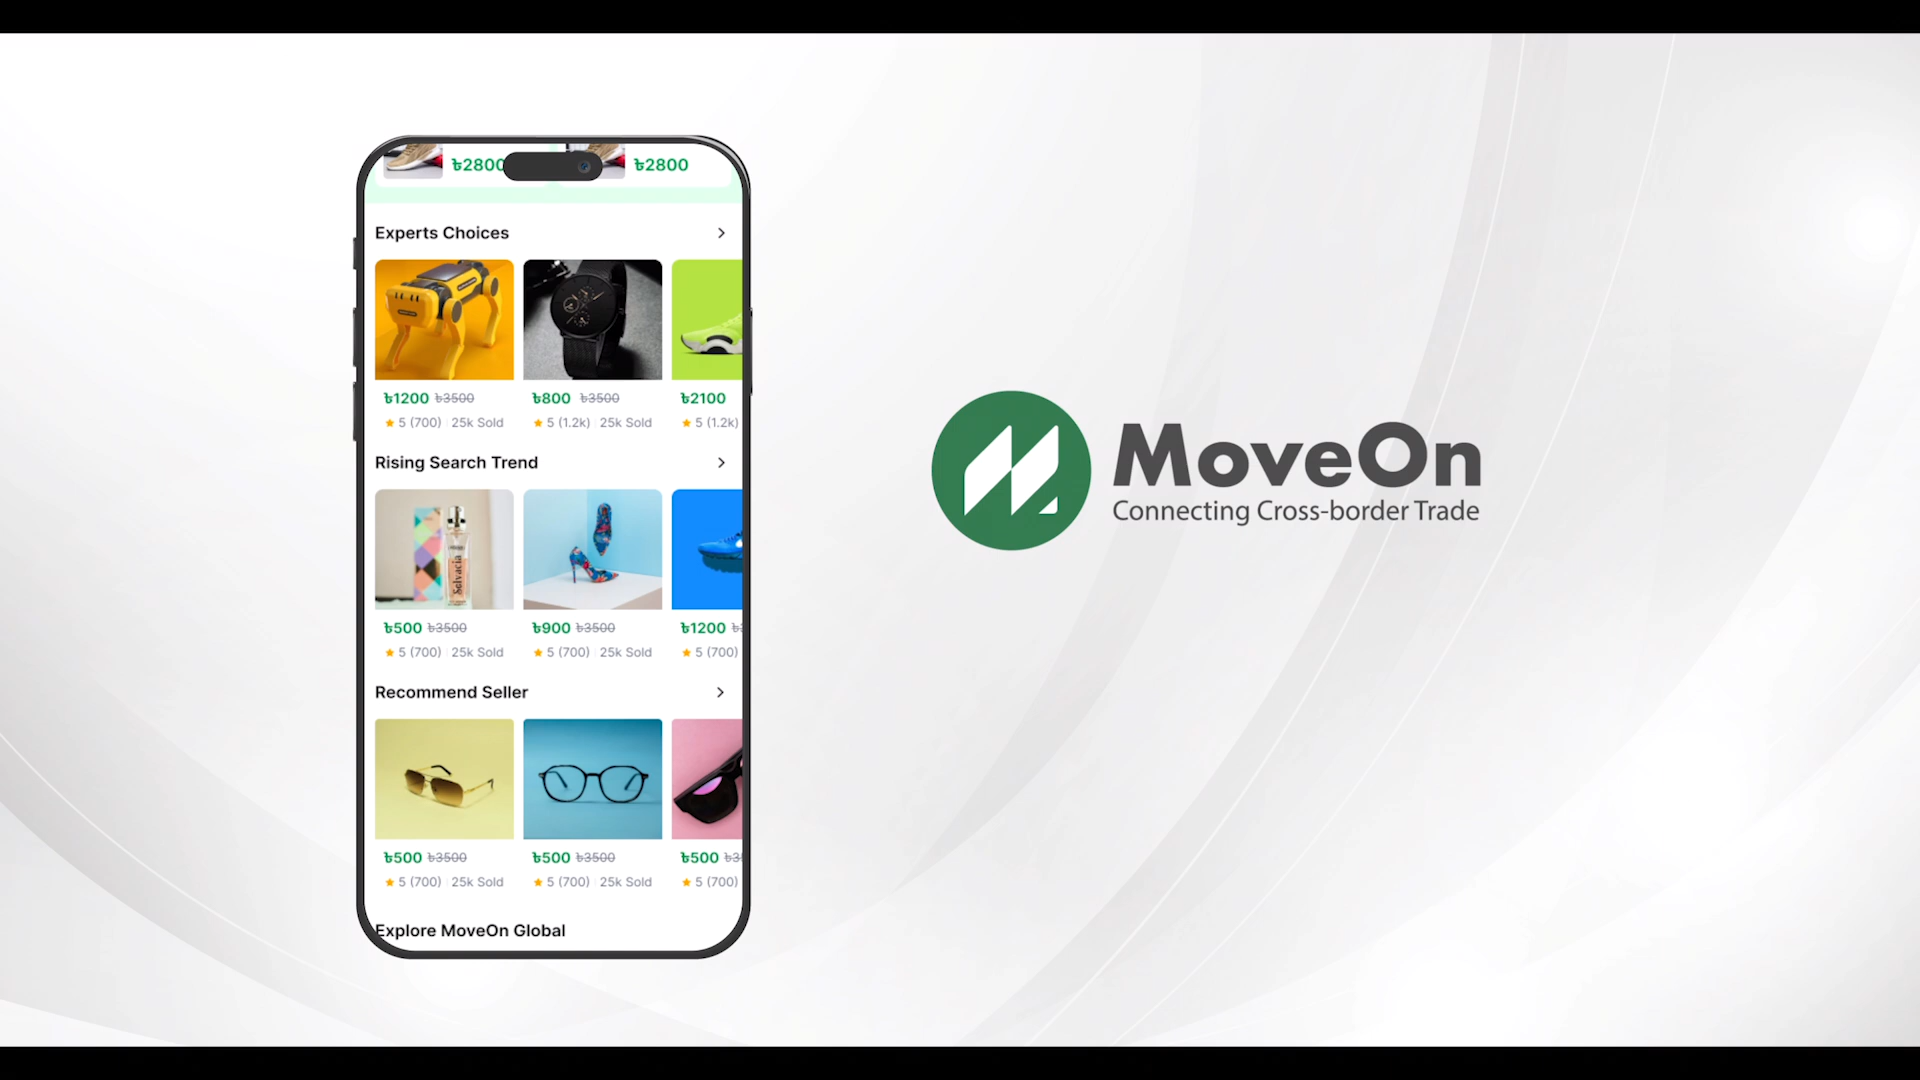 ৳2800 ৳2800
Experts Choices
৳1200 ৳3500 ৳800 ৳3500 ৳2100
5 (700) 25k Sold 5 (1.2k) 25k Sold 5 (1.2k)
Rising Search Trend
Selvacia
৳500 ৳3500 ৳900 ৳3500 ৳1200
5 (700) 25k Sold 5 (700) 25k Sold 5 (700)
Recommend Seller
৳500 ৳3500 ৳500 ৳3500 ৳500
5 (700) 25k Sold 5 (700) 25k Sold 5 (700)
Explore MoveOn Global
MoveOn
Connecting Cross-border Trade